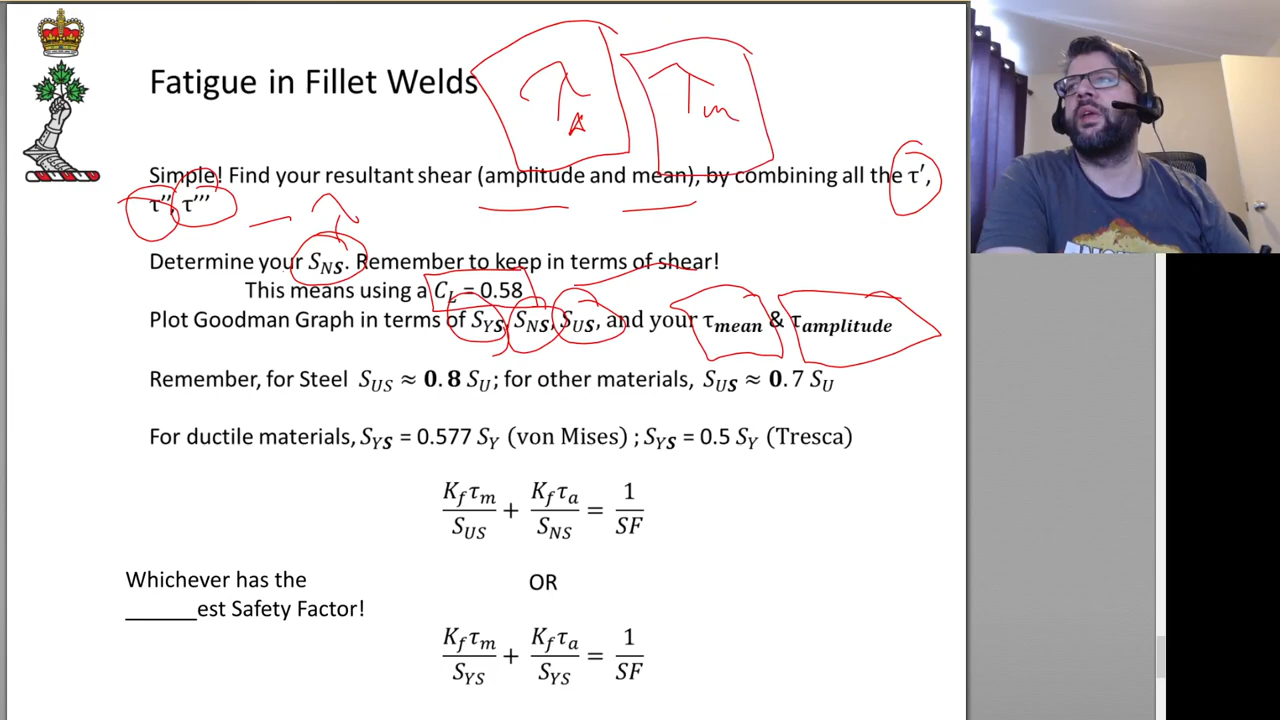 Fatigue in Fillet Welds
τ_A τ_m
Simple! Find your resultant shear (amplitude and mean), by combining all the τ′,
τ′′, τ′′′
Determine your S_NS. Remember to keep in terms of shear!
This means using a C_L = 0.58
Plot Goodman Graph in terms of S_YS, S_NS, S_US, and your τ_mean & τ_amplitude
Remember, for Steel S_US ≈ 0.8 S_U; for other materials, S_US ≈ 0.7 S_U
For ductile materials, S_YS = 0.577 S_Y (von Mises) ; S_YS = 0.5 S_Y (Tresca)
K_f τ_m / S_US + K_f τ_a / S_NS = 1 / SF
Whichever has the
______est Safety Factor!
OR
K_f τ_m / S_YS + K_f τ_a / S_YS = 1 / SF